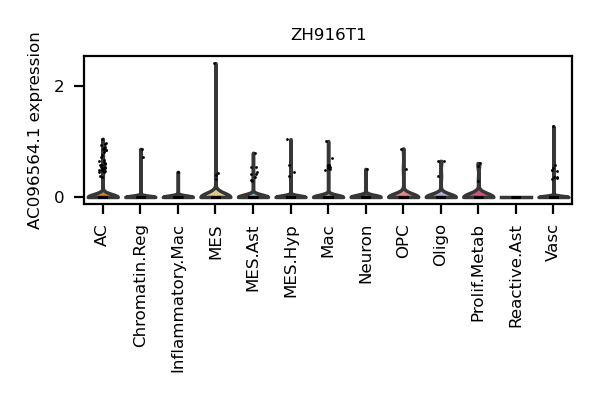 ZH916T1
AC096564.1 expression
2
0
AC
Chromatin.Reg
Inflammatory.Mac
MES
MES.Ast
MES.Hyp
Mac
Neuron
OPC
Oligo
Prolif.Metab
Reactive.Ast
Vasc